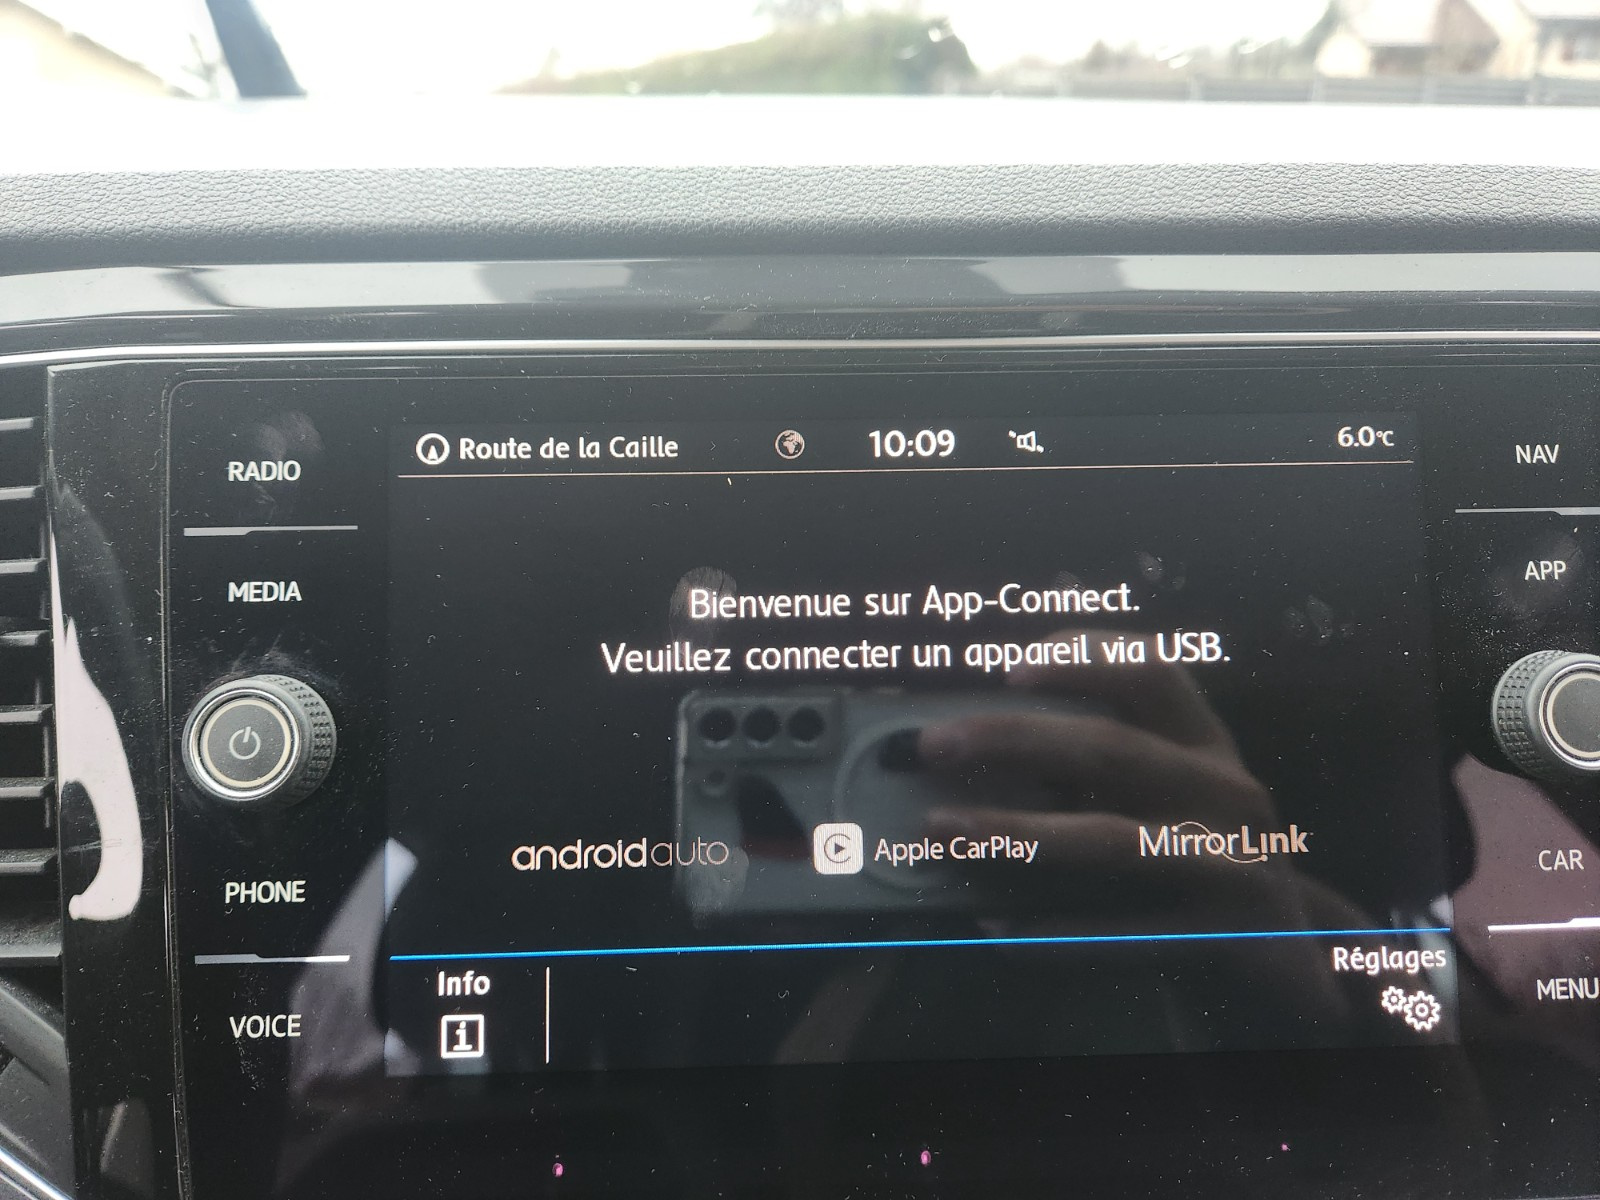 Route de la Caille 10:09 6.0°C
RADIO
MEDIA
PHONE
VOICE
Bienvenue sur App-Connect.
Veuillez connecter un appareil via USB.
androidauto Apple CarPlay MirrorLink
Info
Réglages
NAV
APP
CAR
MENU